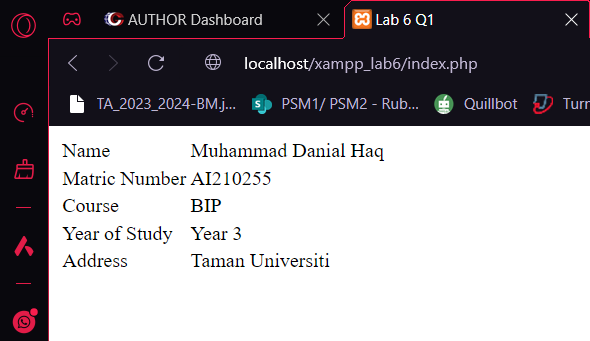 AUTHOR Dashboard
Lab 6 Q1
localhost/xampp_lab6/index.php
TA_2023_2024-BM.j...
PSM1/ PSM2 - Rub...
Quillbot
Turn
Name Muhammad Danial Haq
Matric Number AI210255
Course BIP
Year of Study Year 3
Address Taman Universiti